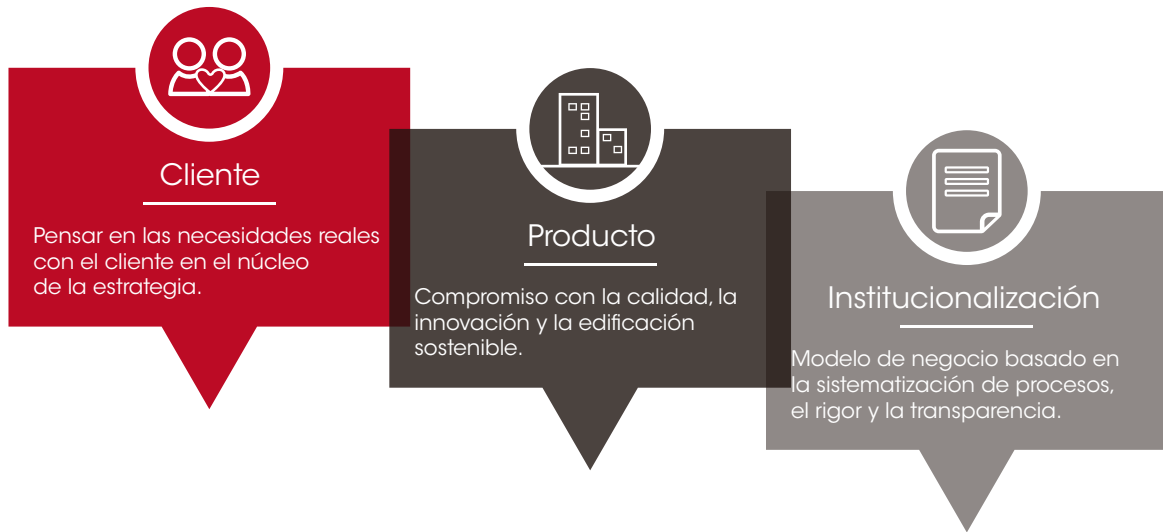 Cliente
Pensar en las necesidades reales
con el cliente en el núcleo
de la estrategia.
Producto
Compromiso con la calidad, la
innovación y la edificación
sostenible.
Institucionalización
Modelo de negocio basado en
la sistematización de procesos,
el rigor y la transparencia.